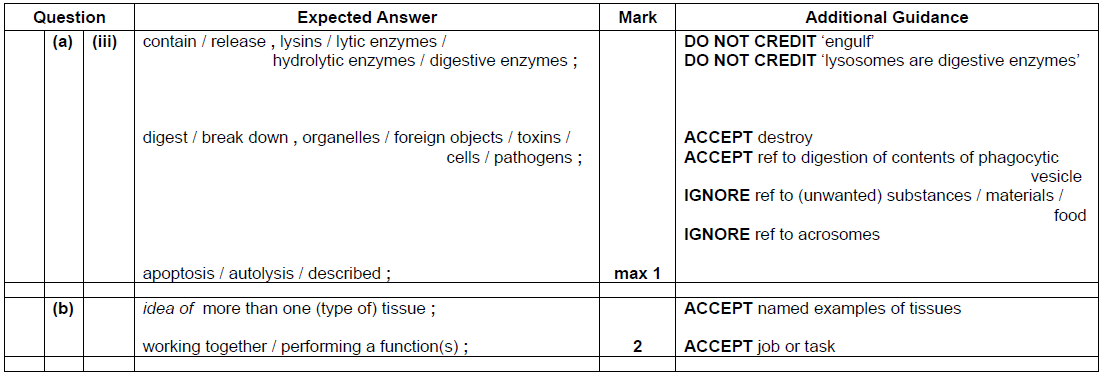 Question Expected Answer Mark Additional Guidance
(a) (iii) contain / release , lysins / lytic enzymes / DO NOT CREDIT ‘engulf’
hydrolytic enzymes / digestive enzymes ; DO NOT CREDIT ‘lysosomes are digestive enzymes’
digest / break down , organelles / foreign objects / toxins / ACCEPT destroy
cells / pathogens ; ACCEPT ref to digestion of contents of phagocytic
vesicle
IGNORE ref to (unwanted) substances / materials /
food
IGNORE ref to acrosomes
apoptosis / autolysis / described ; max 1
(b) idea of more than one (type of) tissue ; ACCEPT named examples of tissues
working together / performing a function(s) ; 2 ACCEPT job or task